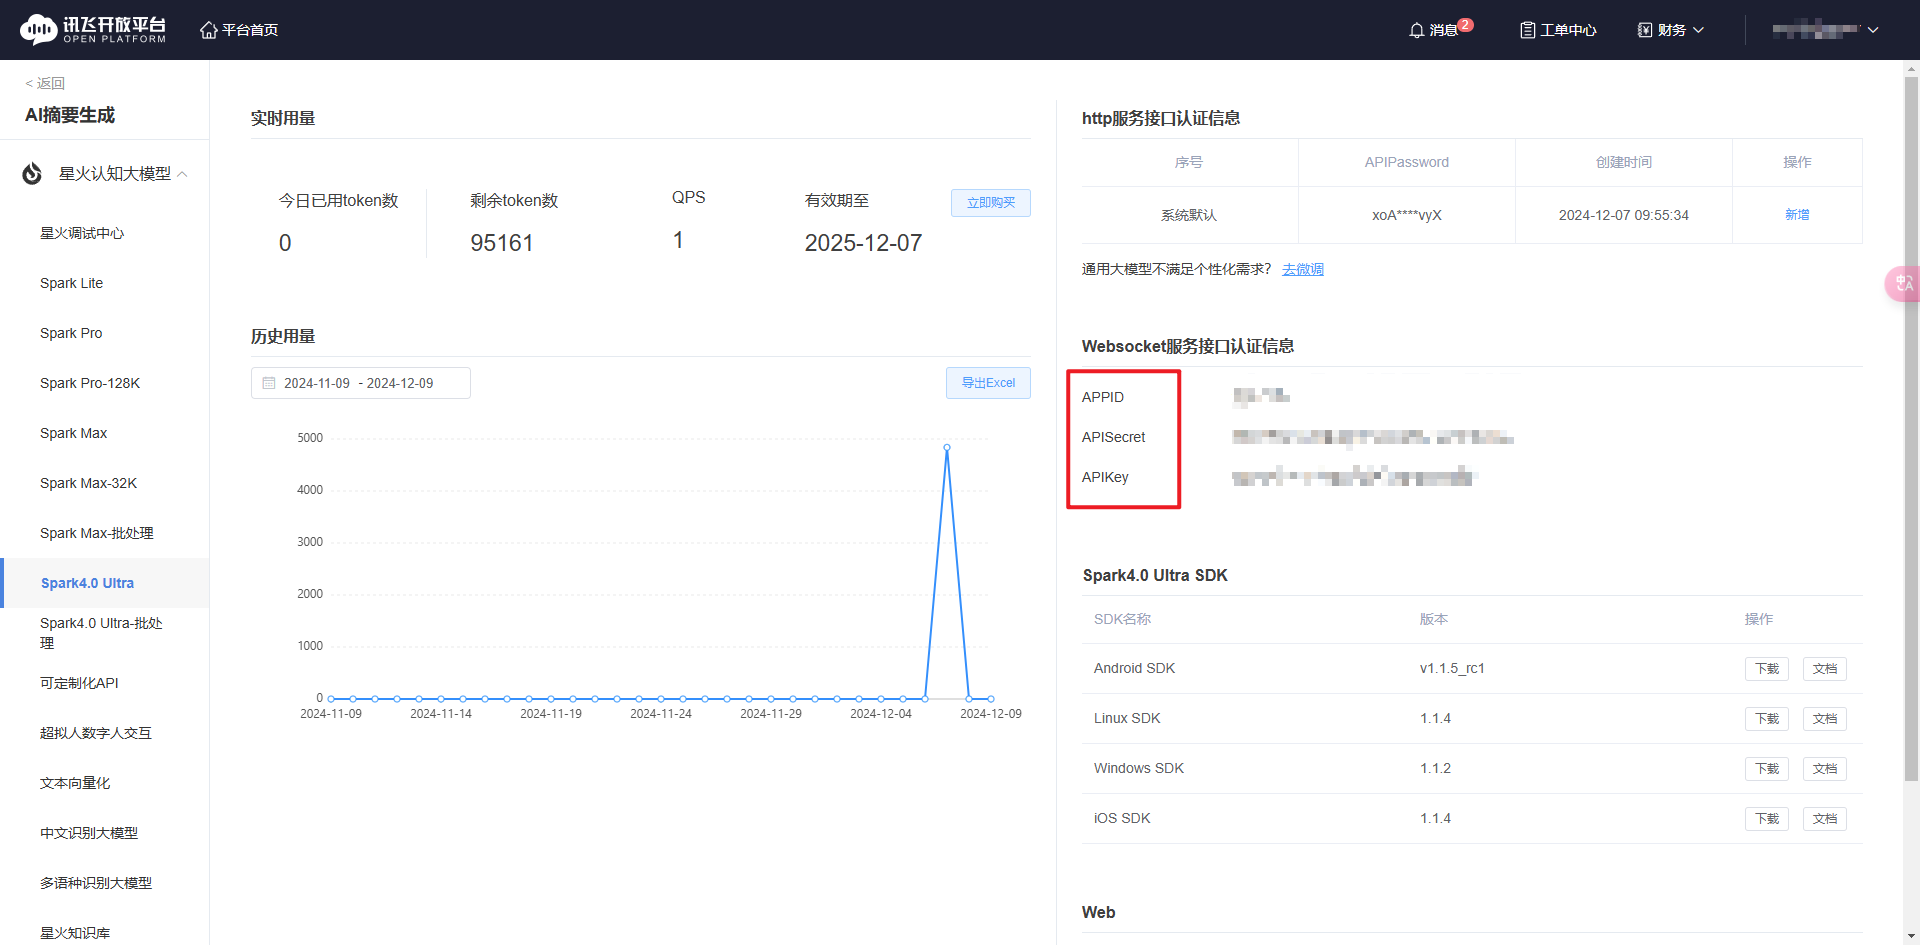 讯飞开放平台
OPEN PLATFORM
平台首页
消息 2
工单中心
财务
< 返回
AI摘要生成
星火认知大模型
星火调试中心
Spark Lite
Spark Pro
Spark Pro-128K
Spark Max
Spark Max-32K
Spark Max-批处理
Spark4.0 Ultra
Spark4.0 Ultra-批处
理
可定制化API
超拟人数字人交互
文本向量化
中文识别大模型
多语种识别大模型
星火知识库
实时用量
今日已用token数
0
剩余token数
95161
QPS
1
有效期至
2025-12-07
立即购买
历史用量
2024-11-09 - 2024-12-09
导出Excel
5000
4000
3000
2000
1000
0
2024-11-09 2024-11-14 2024-11-19 2024-11-24 2024-11-29 2024-12-04 2024-12-09
http服务接口认证信息
序号 APIPassword 创建时间 操作
系统默认 xoA****vyX 2024-12-07 09:55:34 新增
通用大模型不满足个性化需求？ 去微调
Websocket服务接口认证信息
APPID
APISecret
APIKey
Spark4.0 Ultra SDK
SDK名称 版本 操作
Android SDK v1.1.5_rc1 下载 文档
Linux SDK 1.1.4 下载 文档
Windows SDK 1.1.2 下载 文档
iOS SDK 1.1.4 下载 文档
Web
中A